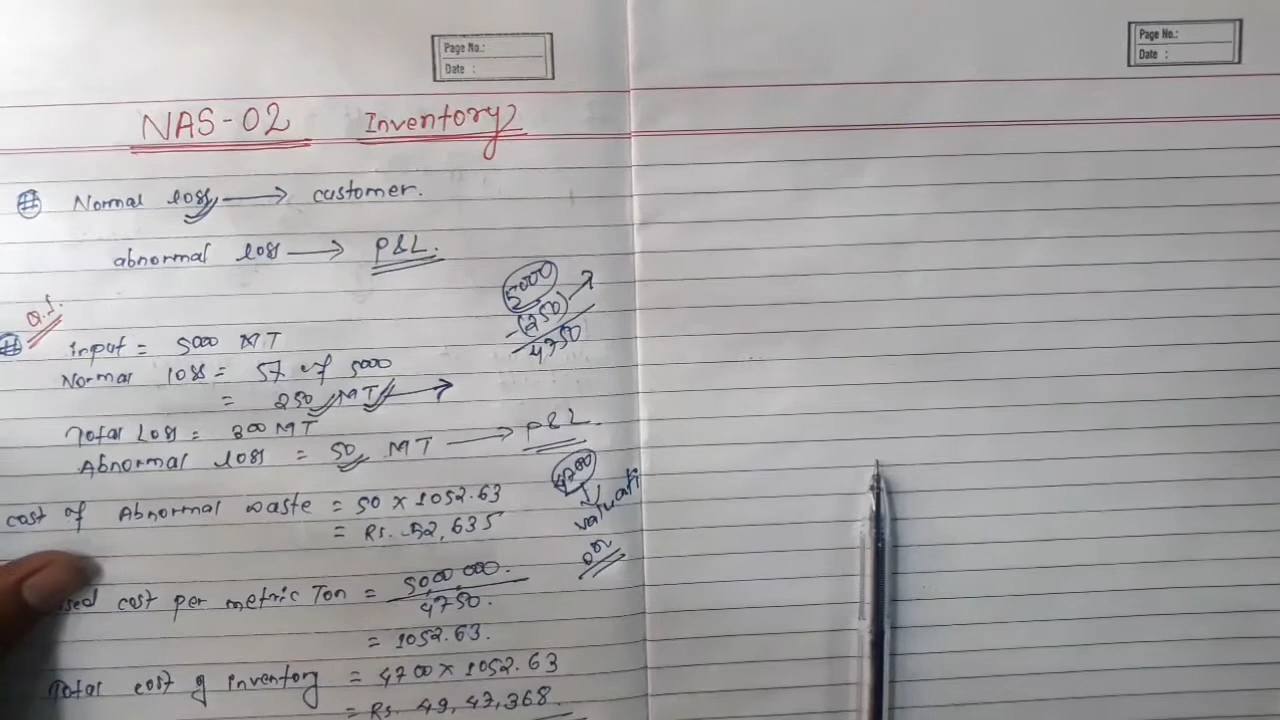 Page No.:
Date :
Page No.:
Date :
NAS-02 Inventory
# Normal loss → customer.
abnormal loss → P&L.
Q.1.
5000
(250)
4750
# input = 5000 MT
Normal loss = 5% of 5000
= 250 MT
Total Loss = 300 MT
Abnormal loss = 50 MT → P&L.
4700
valuati
on
cost of Abnormal waste = 50 x 1052.63
= Rs. 52,635
cost per metric Ton = 50,00,000.
4750.
= 1052.63.
Total cost of inventory = 4700 x 1052.63
= Rs. 49,47,368.